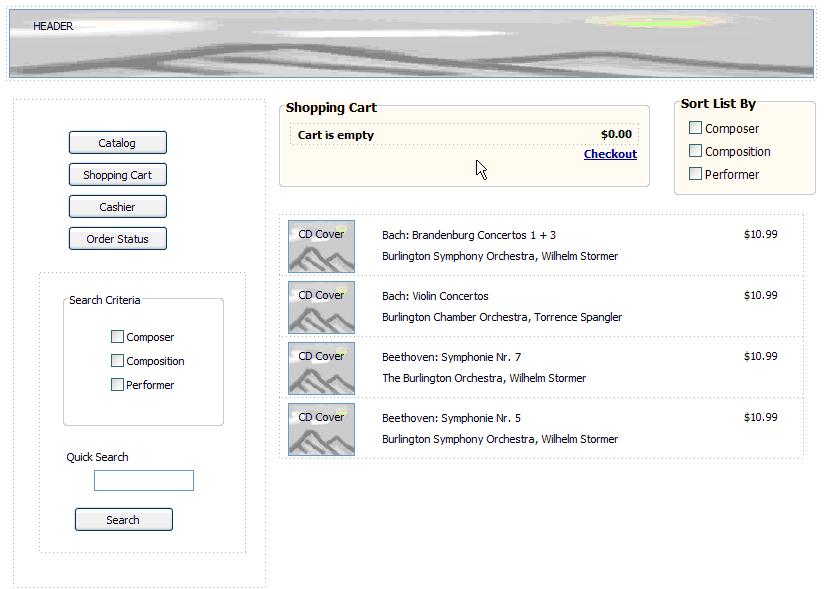 HEADER
Catalog
Shopping Cart
Cashier
Order Status
Search Criteria
Composer
Composition
Performer
Quick Search
Search
Shopping Cart
Cart is empty $0.00
Checkout
Sort List By
Composer
Composition
Performer
CD Cover
Bach: Brandenburg Concertos 1 + 3 $10.99
Burlington Symphony Orchestra, Wilhelm Stormer
CD Cover
Bach: Violin Concertos $10.99
Burlington Chamber Orchestra, Torrence Spangler
CD Cover
Beethoven: Symphonie Nr. 7 $10.99
The Burlington Orchestra, Wilhelm Stormer
CD Cover
Beethoven: Symphonie Nr. 5 $10.99
Burlington Symphony Orchestra, Wilhelm Stormer